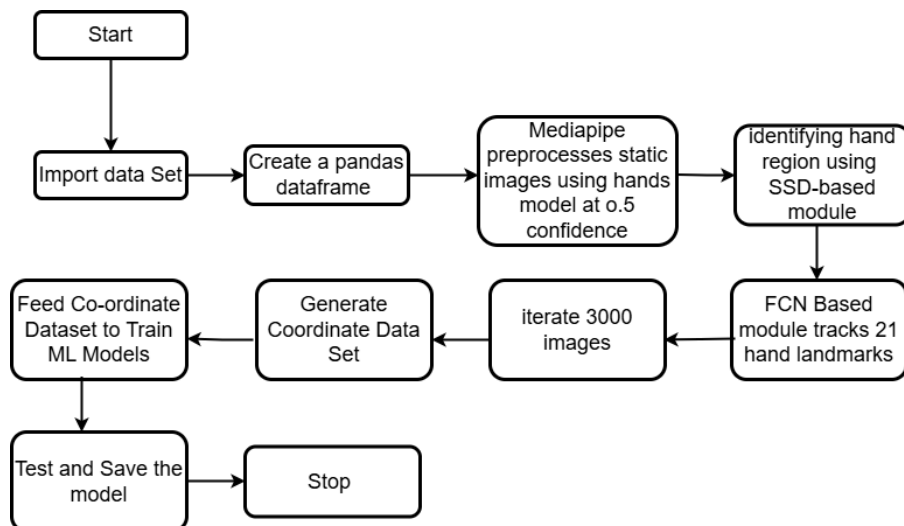 Start
Import data Set
Create a pandas
dataframe
Mediapipe
preprocesses static
images using hands
model at o.5
confidence
identifying hand
region using
SSD-based
module
FCN Based
module tracks 21
hand landmarks
iterate 3000
images
Generate
Coordinate Data
Set
Feed Co-ordinate
Dataset to Train
ML Models
Test and Save the
model
Stop